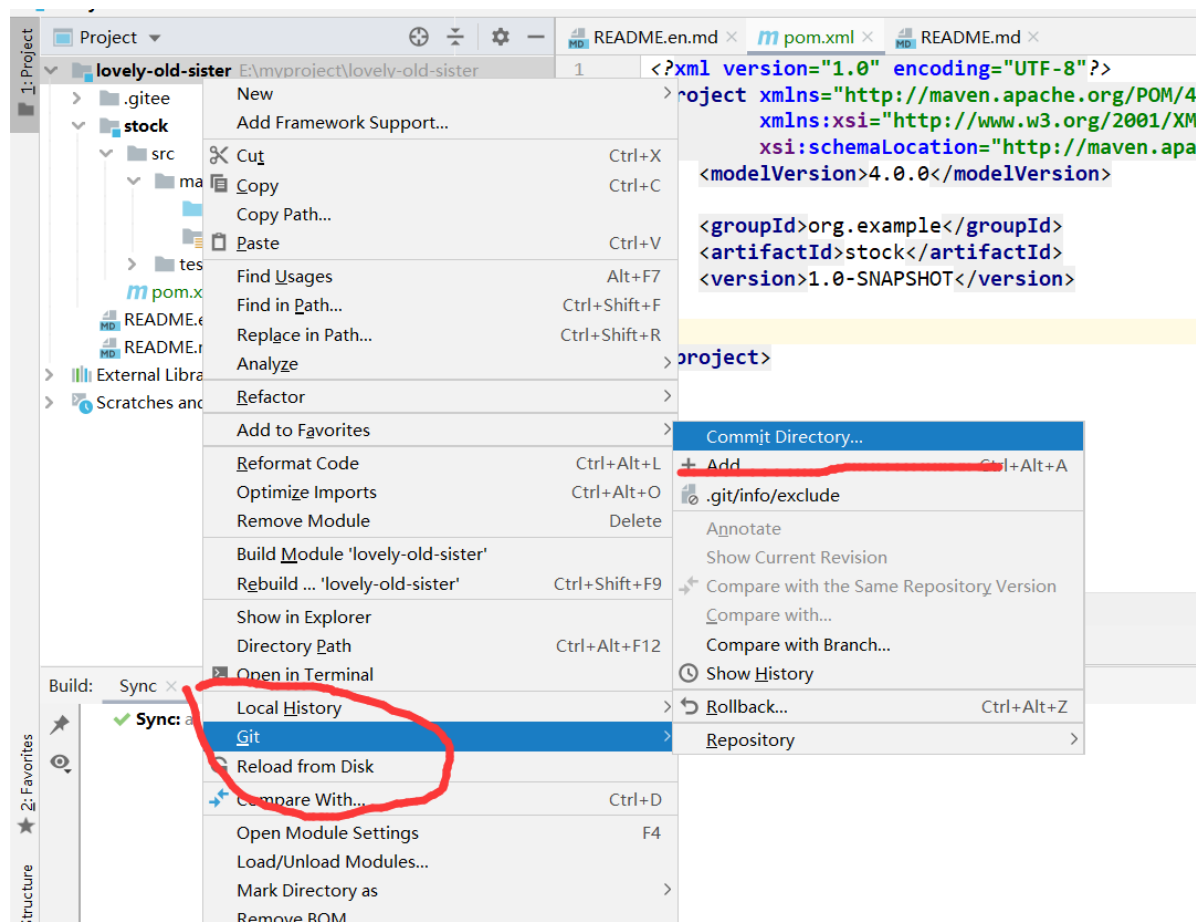 1: Project
Project
README.en.md
pom.xml
README.md
lovely-old-sister E:\myproject\lovely-old-sister
.gitee
stock
src
ma
tes
pom.x
README.e
README.r
External Libra
Scratches and
1
<?xml version="1.0" encoding="UTF-8"?>
roject xmlns="http://maven.apache.org/POM/4
xmlns:xsi="http://www.w3.org/2001/XM
xsi:schemaLocation="http://maven.apa
<modelVersion>4.0.0</modelVersion>
<groupId>org.example</groupId>
<artifactId>stock</artifactId>
<version>1.0-SNAPSHOT</version>
project>
New
Add Framework Support...
Cut Ctrl+X
Copy Ctrl+C
Copy Path...
Paste Ctrl+V
Find Usages Alt+F7
Find in Path... Ctrl+Shift+F
Replace in Path... Ctrl+Shift+R
Analyze
Refactor
Add to Favorites
Reformat Code Ctrl+Alt+L
Optimize Imports Ctrl+Alt+O
Remove Module Delete
Build Module 'lovely-old-sister'
Rebuild ... 'lovely-old-sister' Ctrl+Shift+F9
Show in Explorer
Directory Path Ctrl+Alt+F12
Open in Terminal
Local History
Git
Reload from Disk
Compare With... Ctrl+D
Open Module Settings F4
Load/Unload Modules...
Mark Directory as
Remove BOM
Commit Directory...
Add Ctrl+Alt+A
.git/info/exclude
Annotate
Show Current Revision
Compare with the Same Repository Version
Compare with...
Compare with Branch...
Show History
Rollback... Ctrl+Alt+Z
Repository
Build: Sync
Sync: a
2: Favorites
tructure